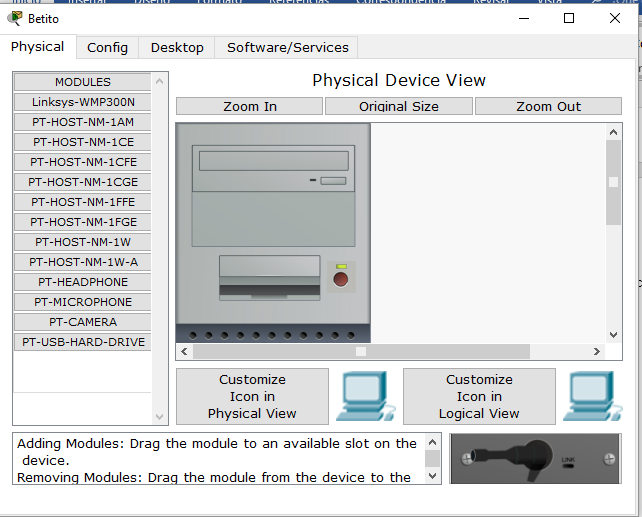 Inicio Insertar Diseño Formato Referencias Correspondencia Revisar Vista
Betito
Physical Config Desktop Software/Services
MODULES
Linksys-WMP300N
PT-HOST-NM-1AM
PT-HOST-NM-1CE
PT-HOST-NM-1CFE
PT-HOST-NM-1CGE
PT-HOST-NM-1FFE
PT-HOST-NM-1FGE
PT-HOST-NM-1W
PT-HOST-NM-1W-A
PT-HEADPHONE
PT-MICROPHONE
PT-CAMERA
PT-USB-HARD-DRIVE
Physical Device View
Zoom In Original Size Zoom Out
Customize
Icon in
Physical View
Customize
Icon in
Logical View
Adding Modules: Drag the module to an available slot on the
device.
Removing Modules: Drag the module from the device to the
LINK